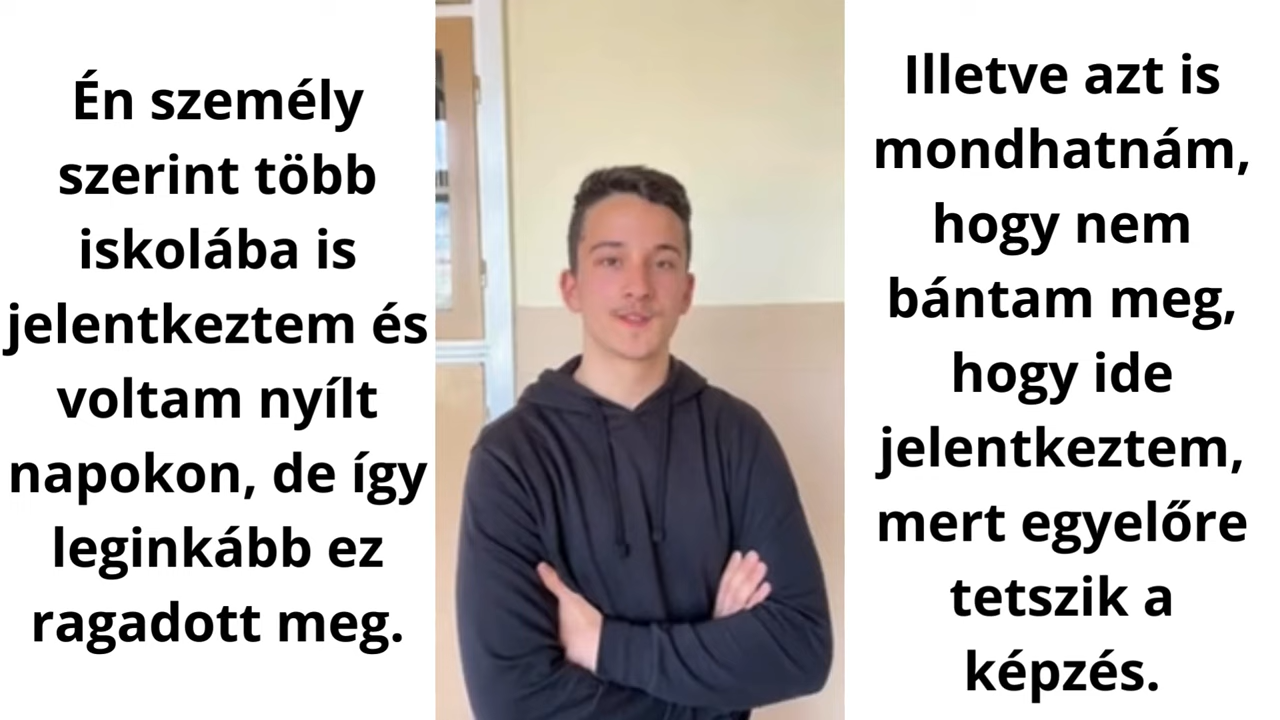 Én személy
szerint több
iskolába is
jelentkeztem és
voltam nyílt
napokon, de így
leginkább ez
ragadott meg.
Illetve azt is
mondhatnám,
hogy nem
bántam meg,
hogy ide
jelentkeztem,
mert egyelőre
tetszik a
képzés.